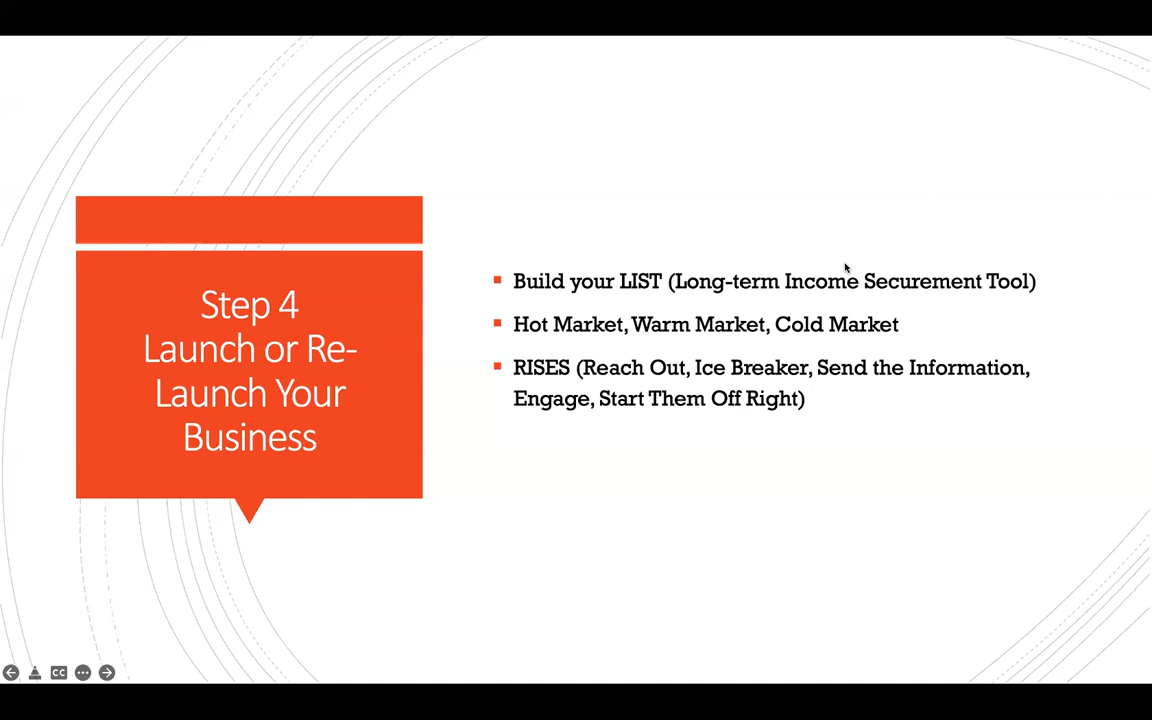 Step 4
Launch or Re-
Launch Your
Business
Build your LIST (Long-term Income Securement Tool)
Hot Market, Warm Market, Cold Market
RISES (Reach Out, Ice Breaker, Send the Information,
Engage, Start Them Off Right)
CC